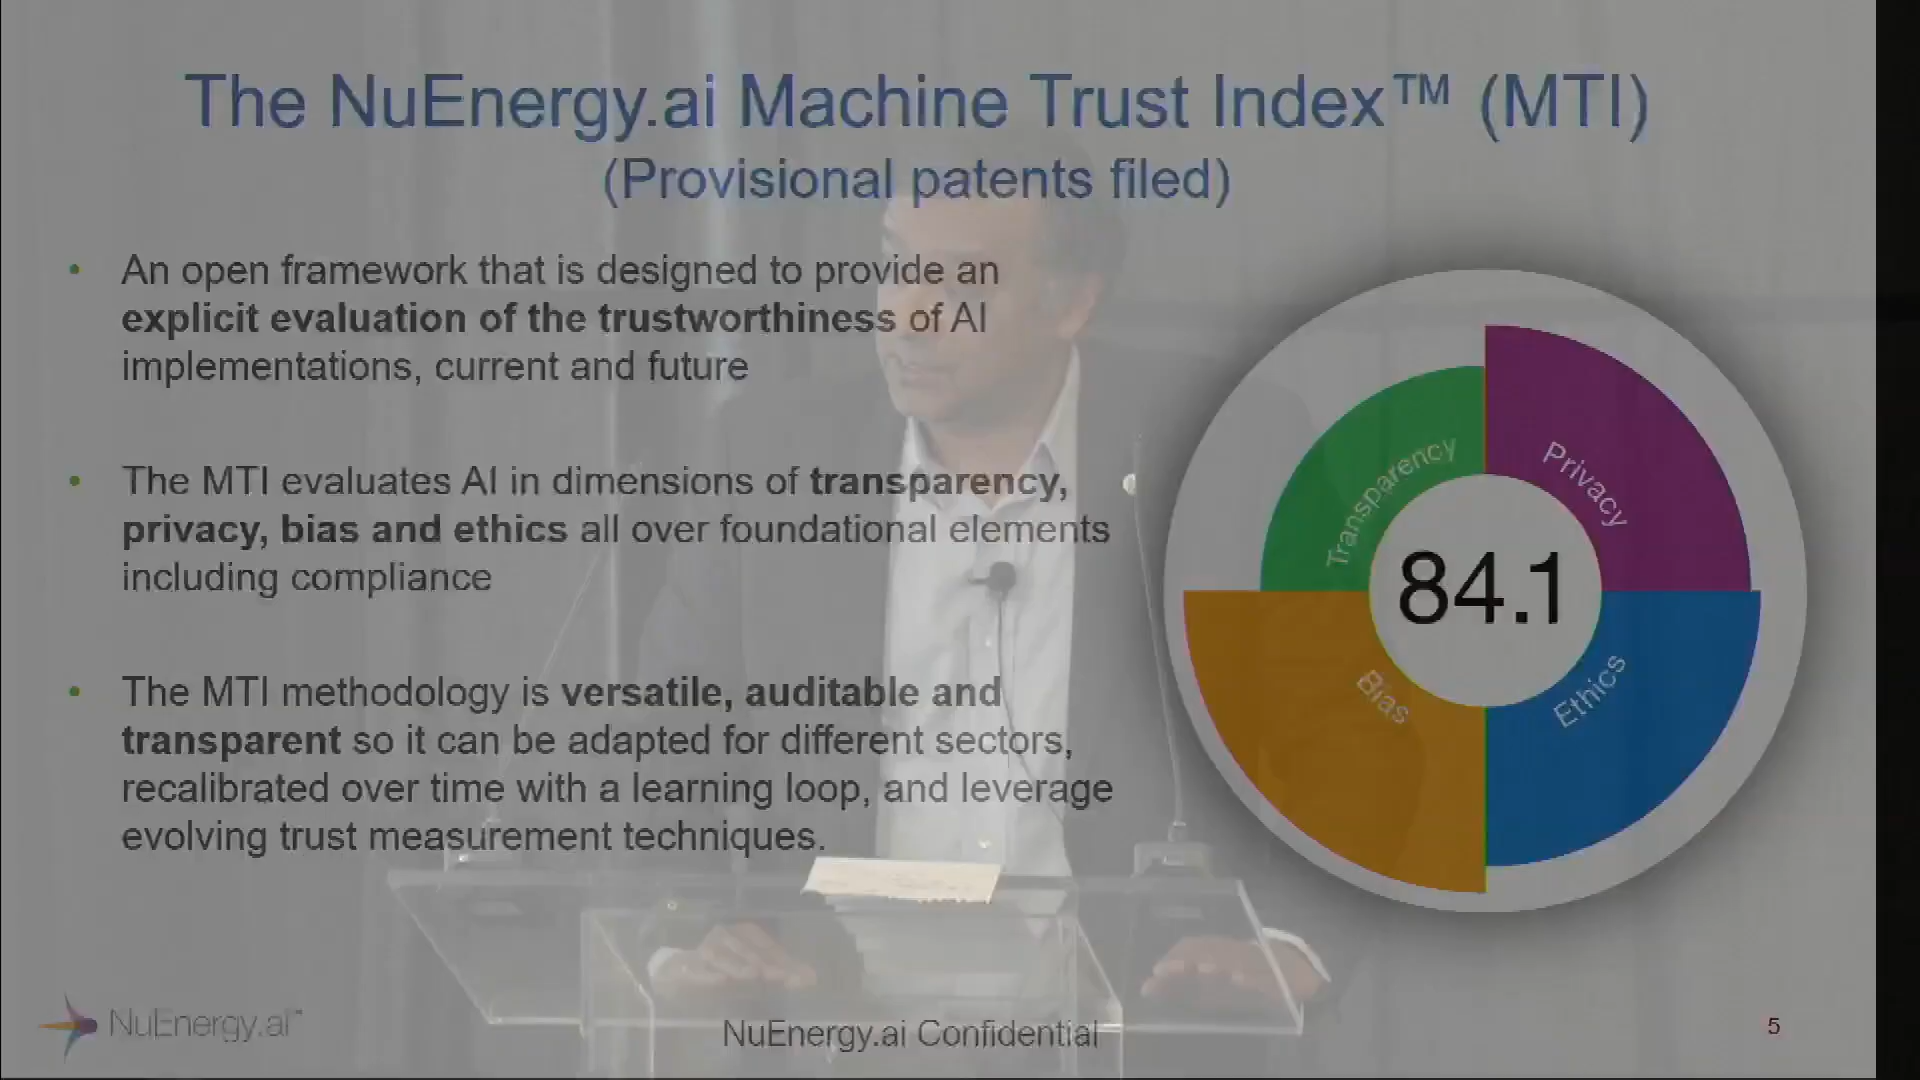 The NuEnergy.ai Machine Trust Index™ (MTI)
(Provisional patents filed)
• An open framework that is designed to provide an
explicit evaluation of the trustworthiness of AI
implementations, current and future
• The MTI evaluates AI in dimensions of transparency,
privacy, bias and ethics all over foundational elements
including compliance
• The MTI methodology is versatile, auditable and
transparent so it can be adapted for different sectors,
recalibrated over time with a learning loop, and leverage
evolving trust measurement techniques.
Transparency
Privacy
84.1
Bias
Ethics
NuEnergy.ai™
NuEnergy.ai Confidential
5